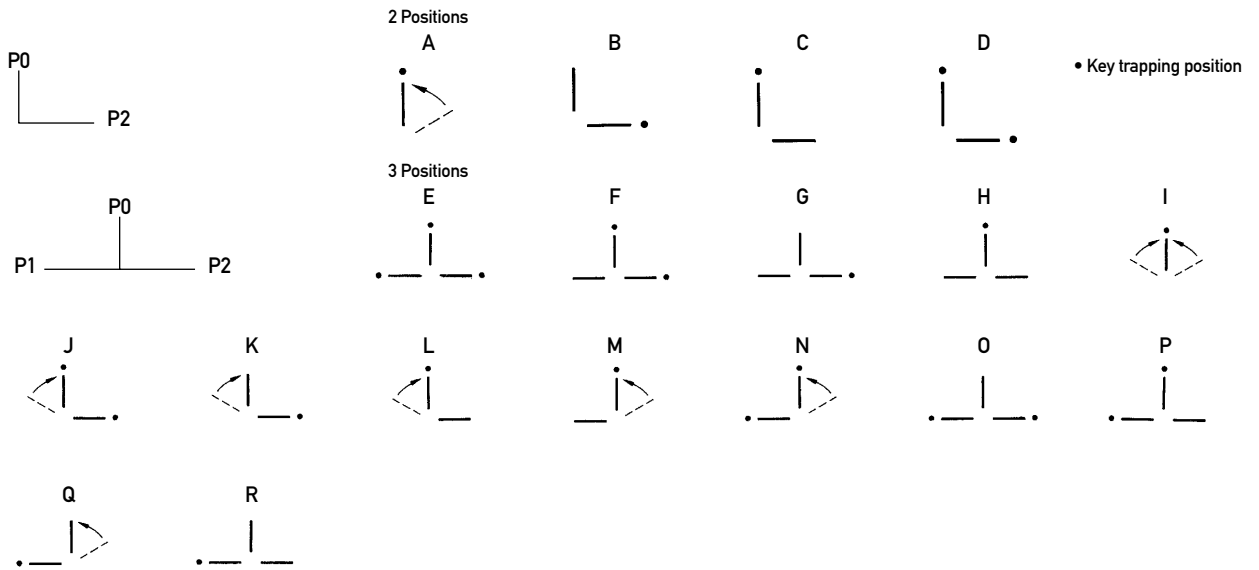 2 Positions
A
B
C
D
P0
P2
• Key trapping position
3 Positions
E
F
G
H
I
P0
P1
P2
J
K
L
M
N
O
P
Q
R